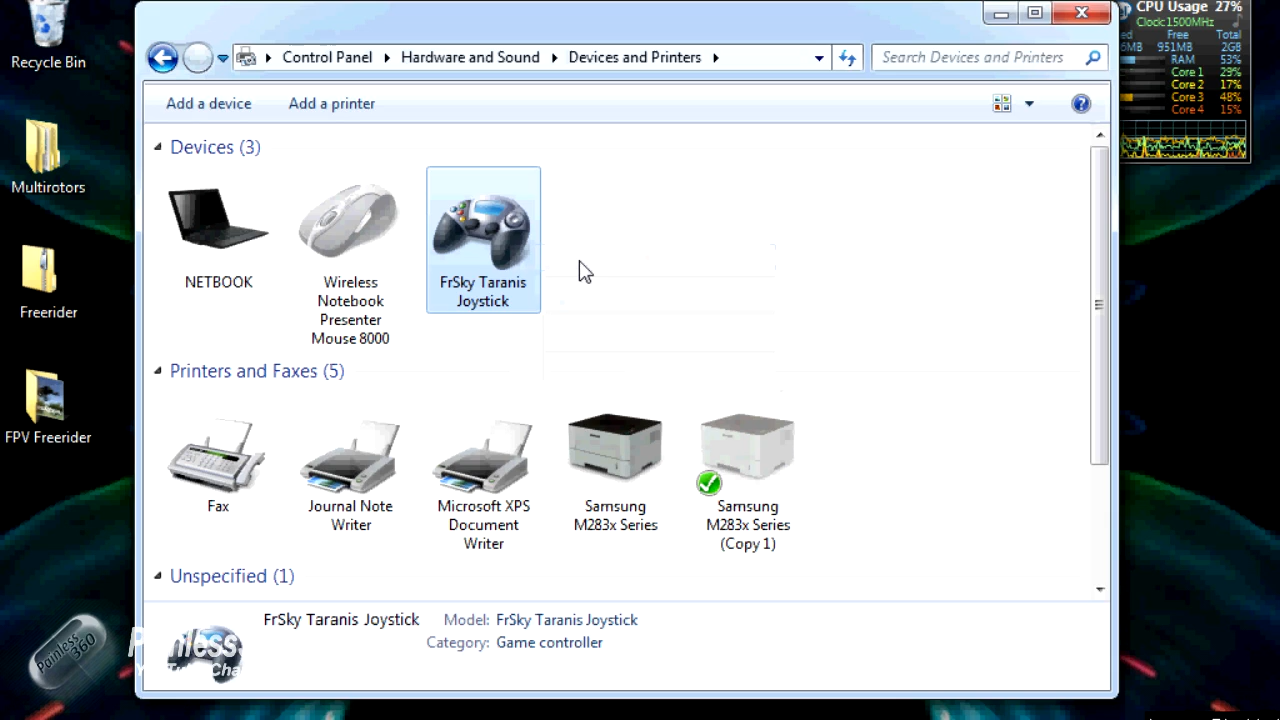 Recycle Bin
Multirotors
Freerider
FPV Freerider
Control Panel
Hardware and Sound
Devices and Printers
Search Devices and Printers
Add a device
Add a printer
Devices (3)
NETBOOK
Wireless
Notebook
Presenter
Mouse 8000
FrSky Taranis
Joystick
Printers and Faxes (5)
Fax
Journal Note
Writer
Microsoft XPS
Document
Writer
Samsung
M283x Series
Samsung
M283x Series
(Copy 1)
Unspecified (1)
FrSky Taranis Joystick
Model: FrSky Taranis Joystick
Category: Game controller
Painless360
CPU Usage 27%
Clock:1500MHz
Free Total
951MB 2GB
RAM 53%
Core 1 29%
Core 2 17%
Core 3 48%
Core 4 15%